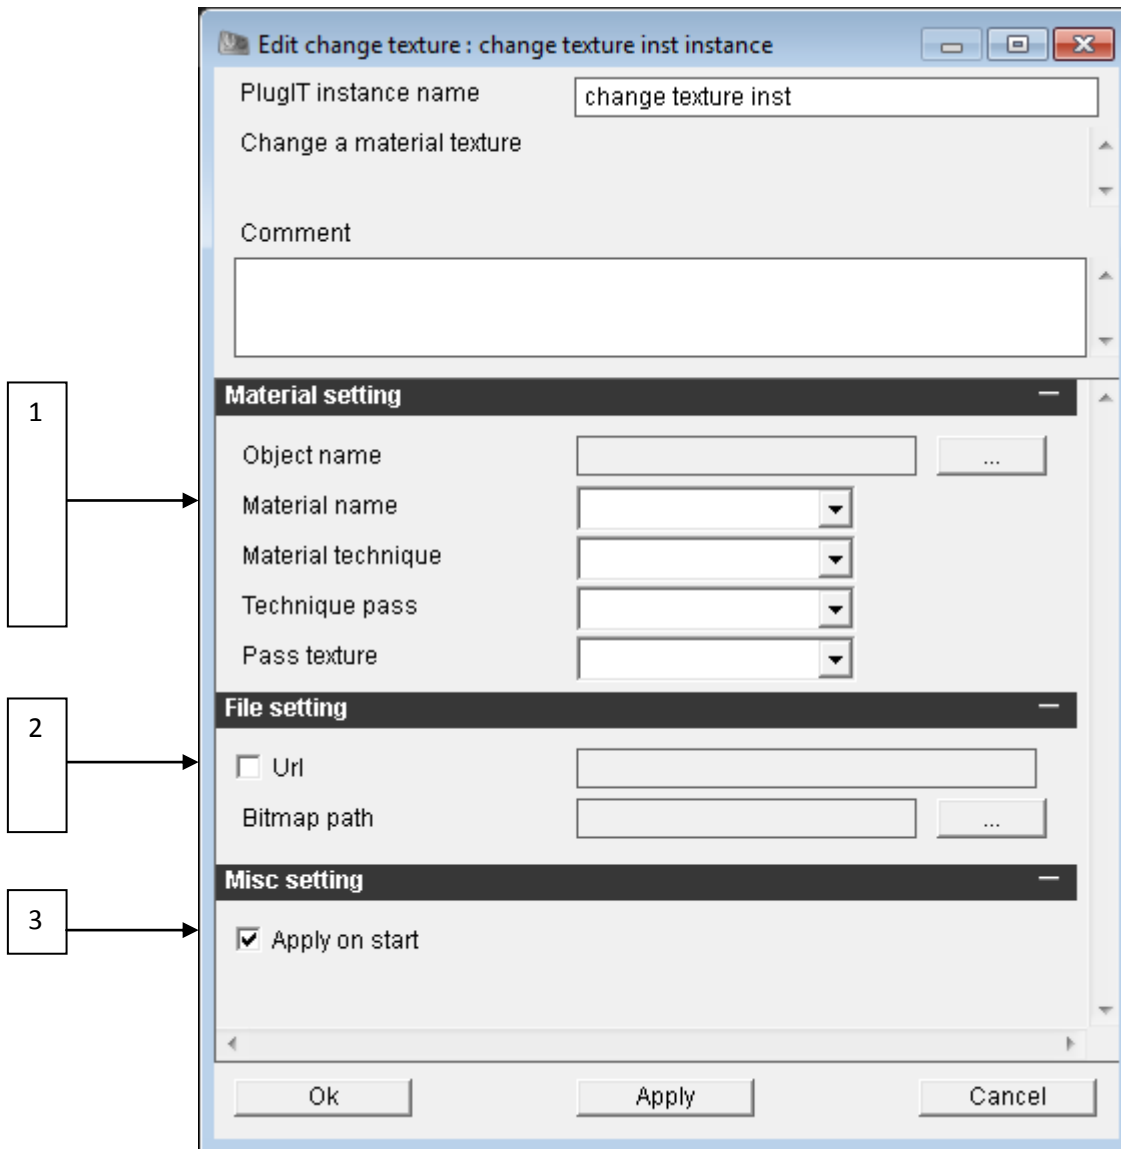 Edit change texture : change texture inst instance
PlugIT instance name
change texture inst
Change a material texture
Comment
1
Material setting
Object name
...
Material name
Material technique
Technique pass
Pass texture
2
File setting
Url
Bitmap path
...
3
Misc setting
Apply on start
Ok
Apply
Cancel